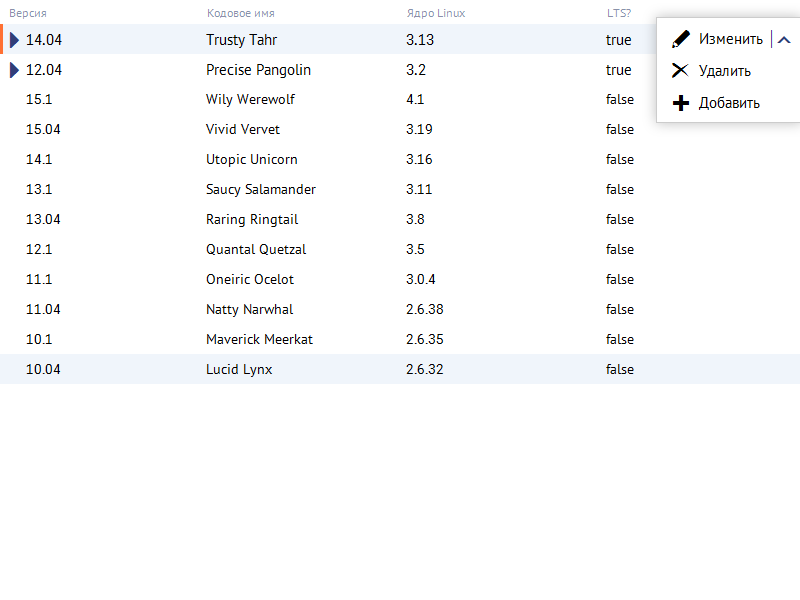 Версия Кодовое имя Ядро Linux LTS?
14.04 Trusty Tahr 3.13 true Изменить
12.04 Precise Pangolin 3.2 true Удалить
15.1 Wily Werewolf 4.1 false Добавить
15.04 Vivid Vervet 3.19 false
14.1 Utopic Unicorn 3.16 false
13.1 Saucy Salamander 3.11 false
13.04 Raring Ringtail 3.8 false
12.1 Quantal Quetzal 3.5 false
11.1 Oneiric Ocelot 3.0.4 false
11.04 Natty Narwhal 2.6.38 false
10.1 Maverick Meerkat 2.6.35 false
10.04 Lucid Lynx 2.6.32 false